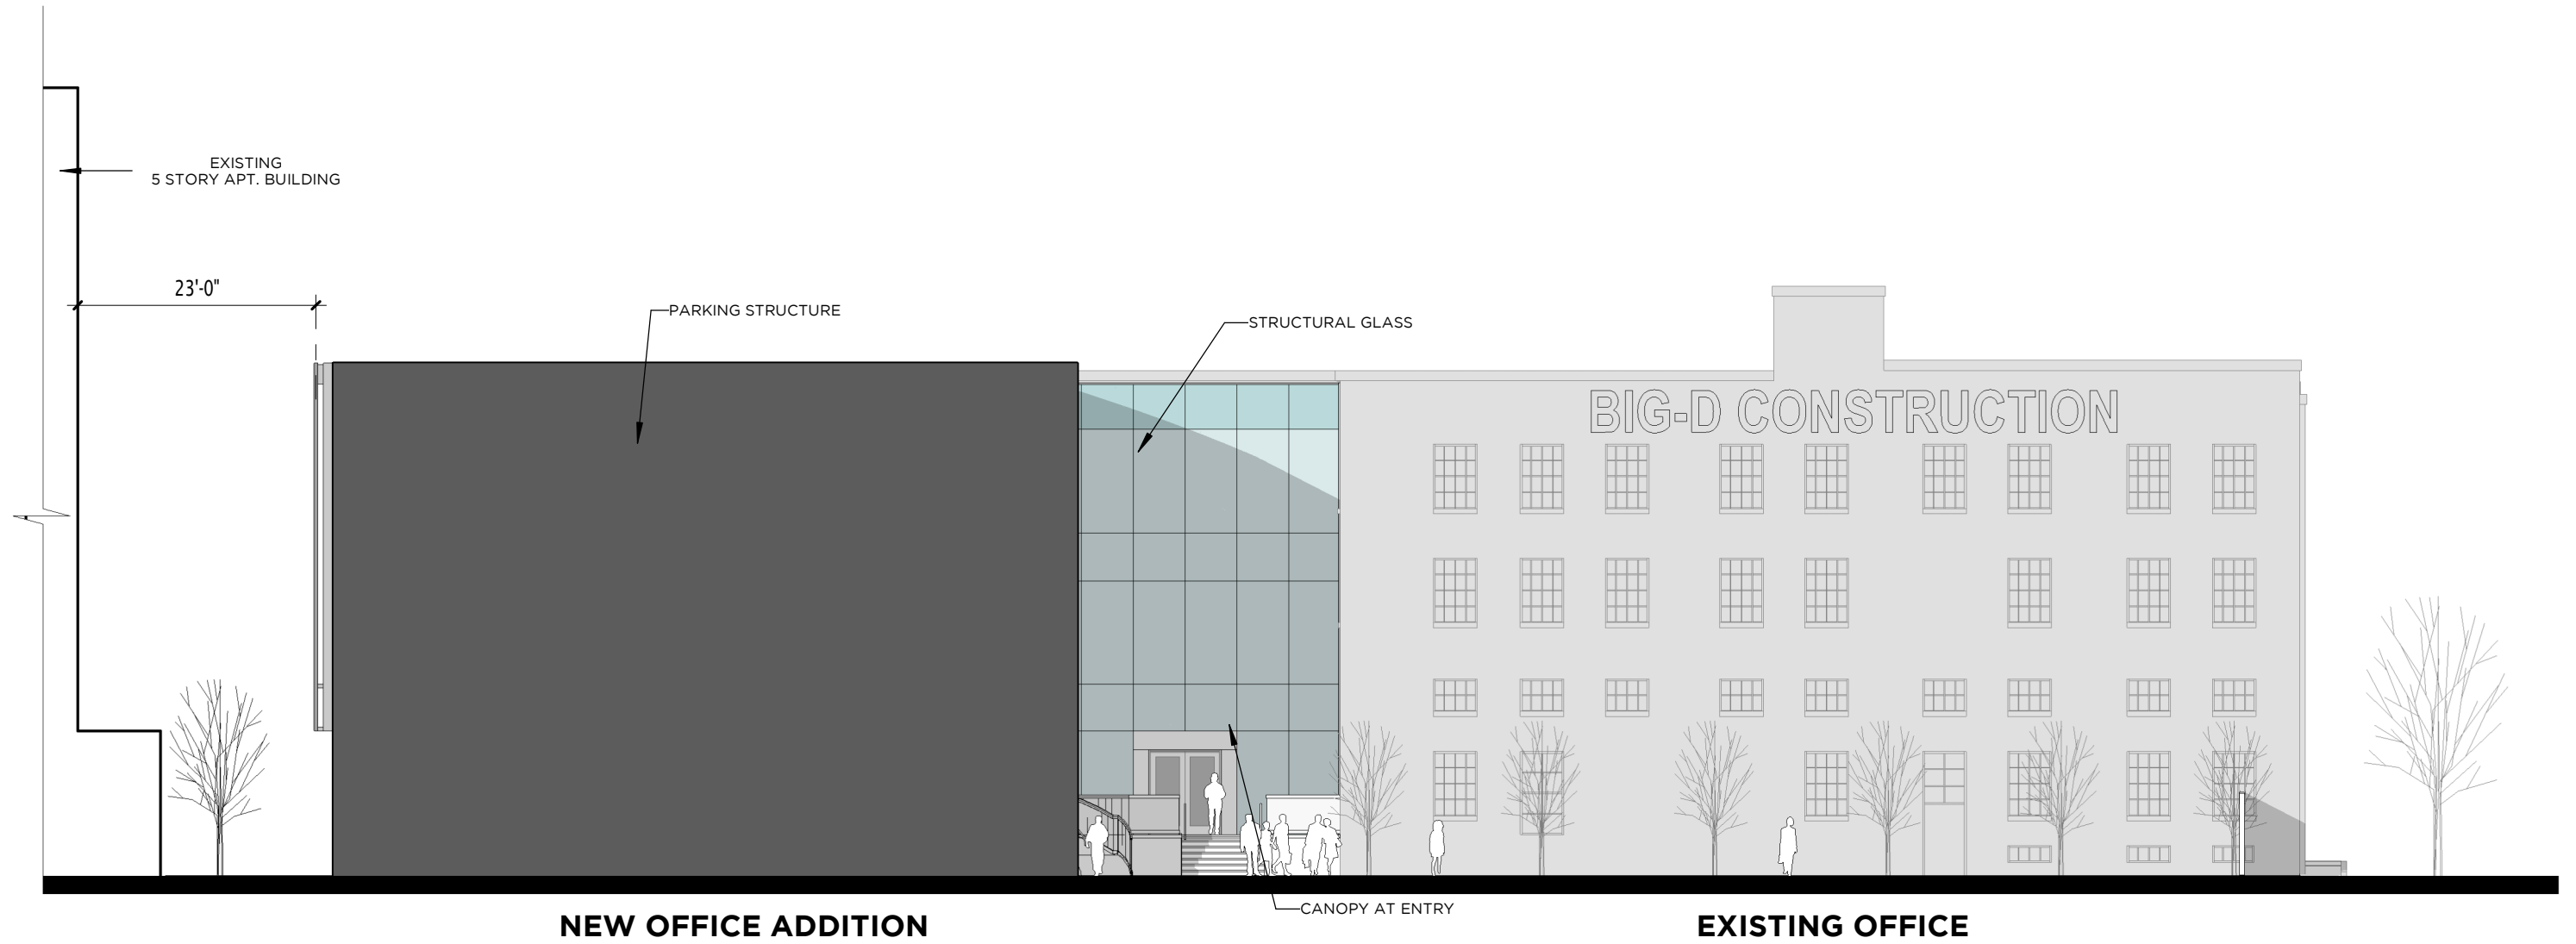 EXISTING
5 STORY APT. BUILDING
23'-0"
PARKING STRUCTURE
STRUCTURAL GLASS
BIG-D CONSTRUCTION
CANOPY AT ENTRY
NEW OFFICE ADDITION
EXISTING OFFICE